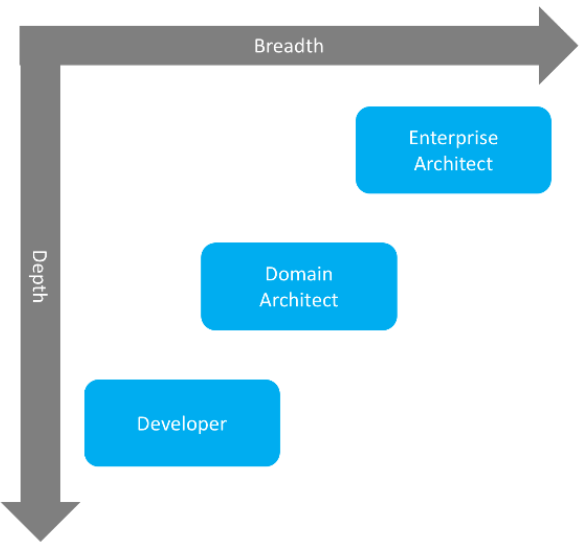 Breadth
Enterprise
Architect
Depth
Domain
Architect
Developer